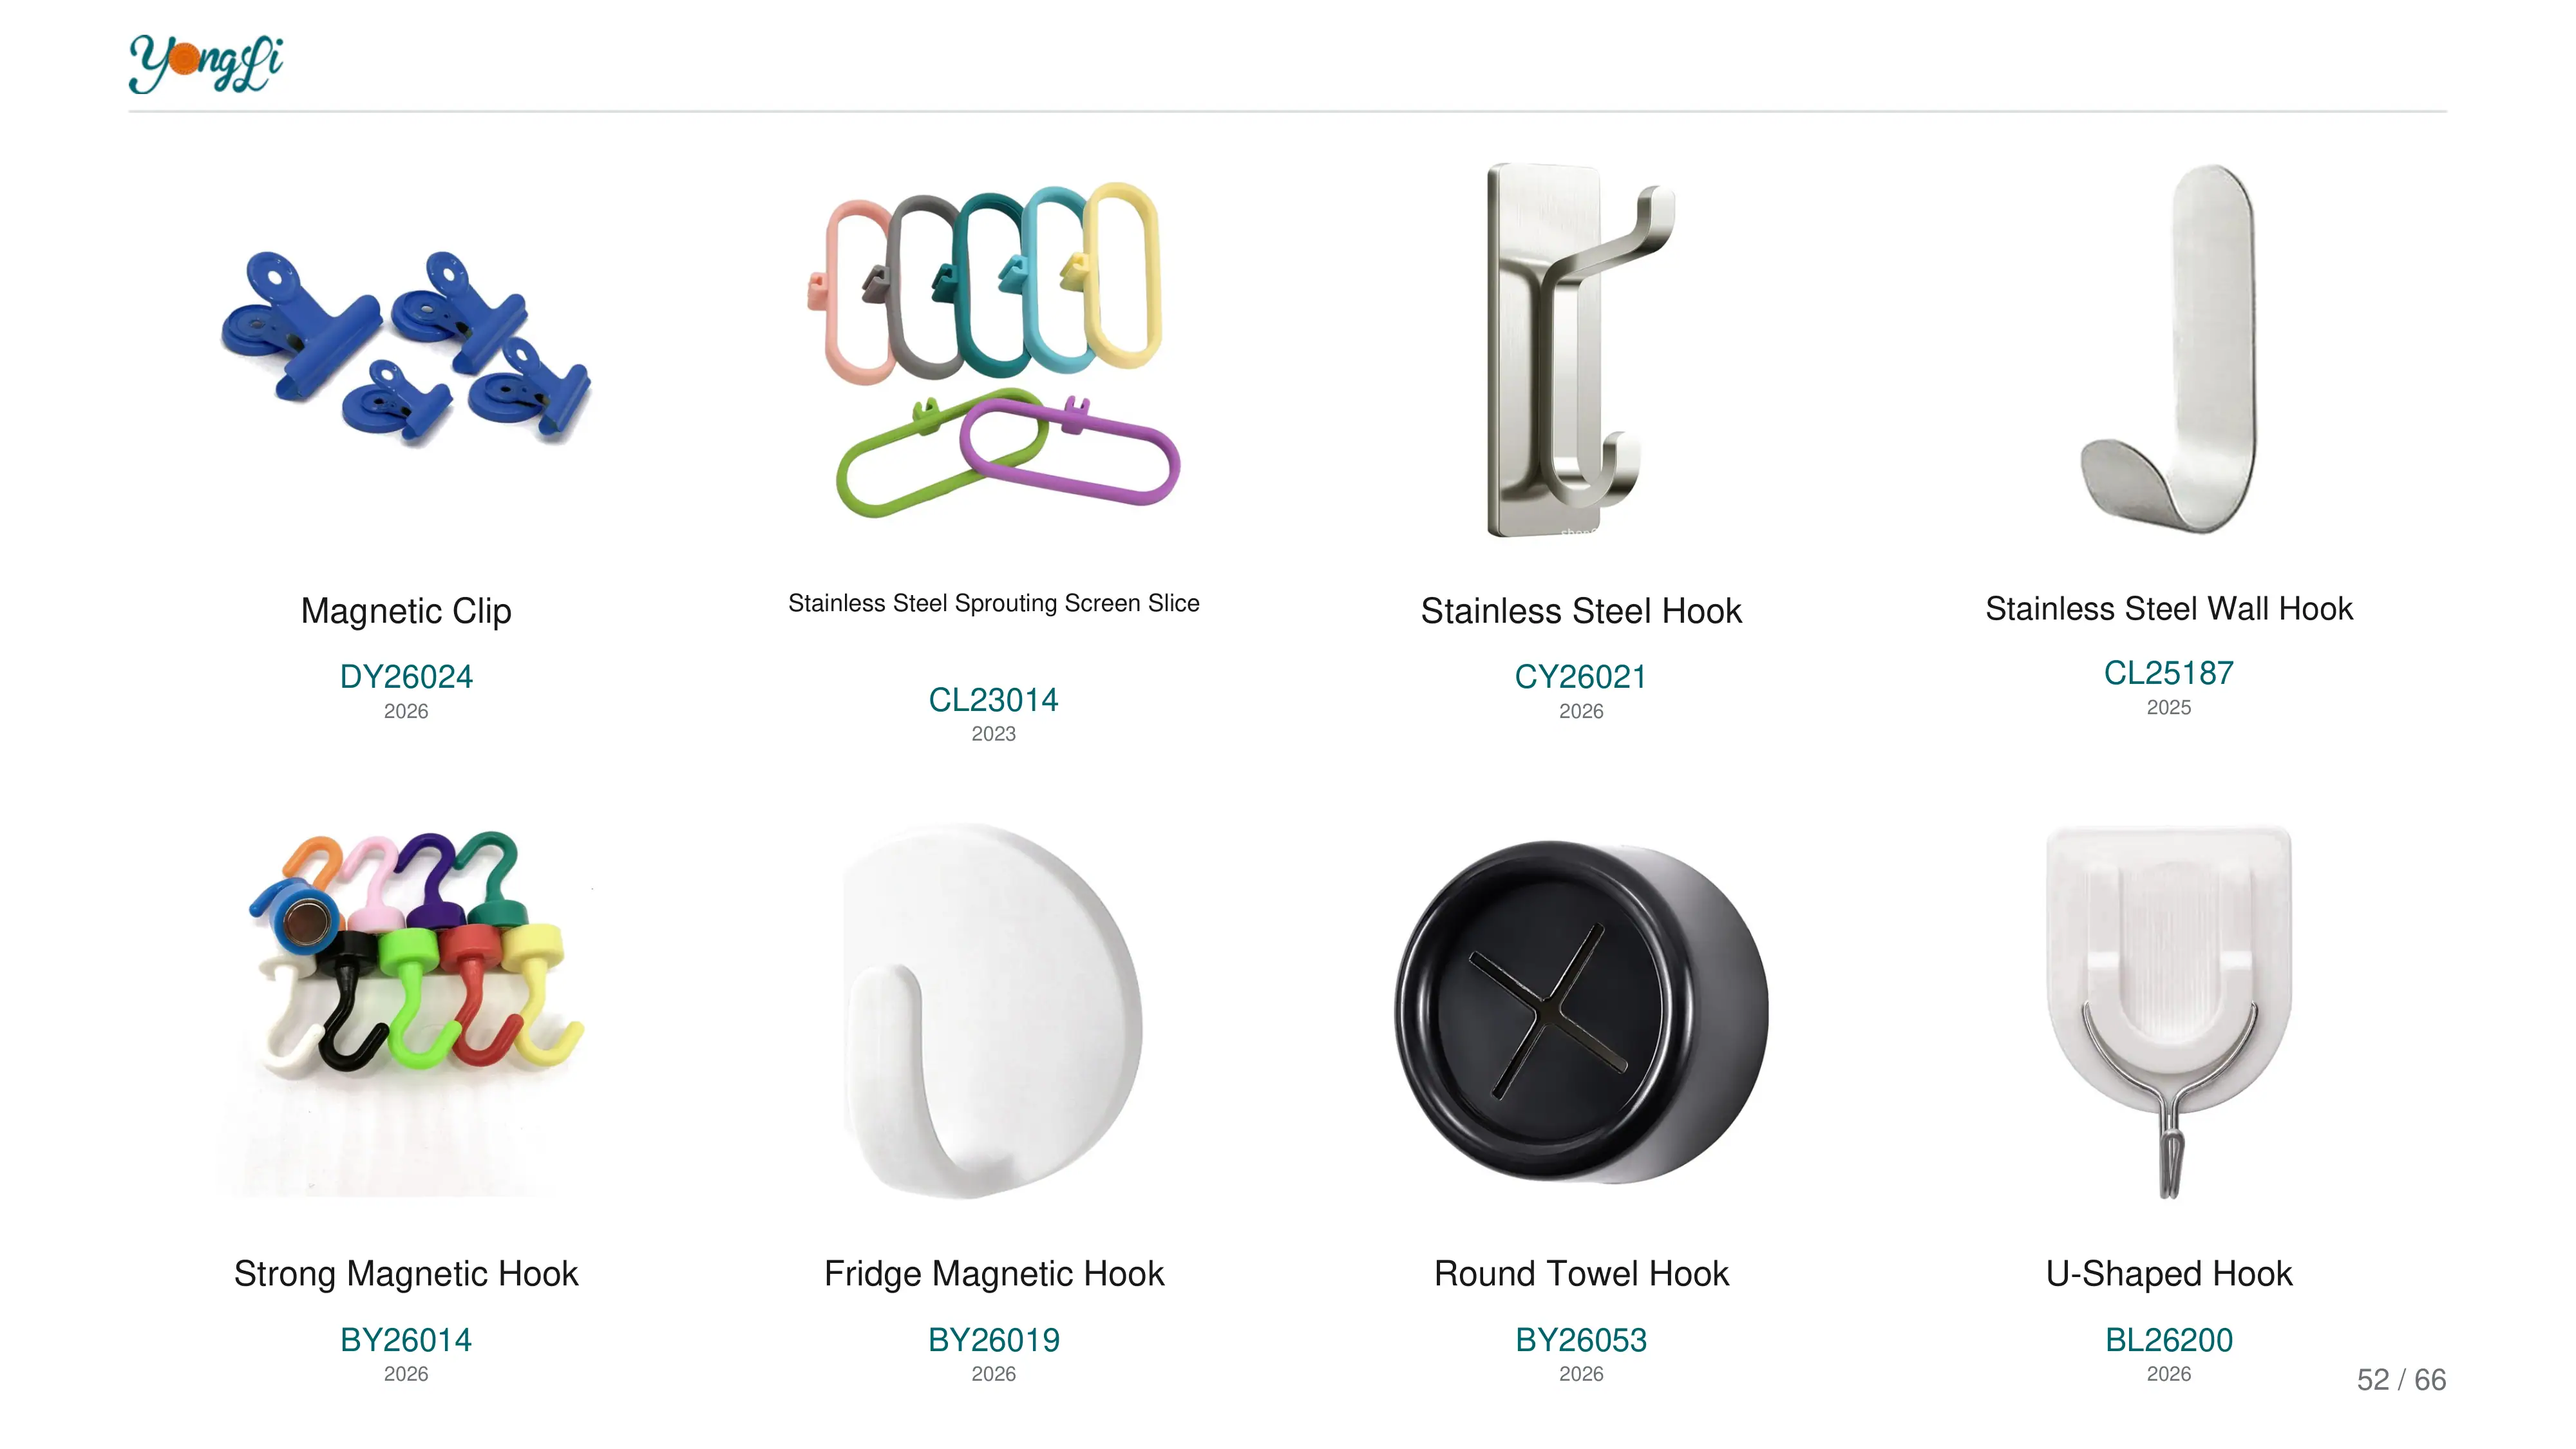 YongLi
Magnetic Clip
DY26024
2026
Stainless Steel Sprouting Screen Slice
CL23014
2023
Stainless Steel Hook
CY26021
2026
Stainless Steel Wall Hook
CL25187
2025
Strong Magnetic Hook
BY26014
2026
Fridge Magnetic Hook
BY26019
2026
Round Towel Hook
BY26053
2026
U-Shaped Hook
BL26200
2026
52 / 66